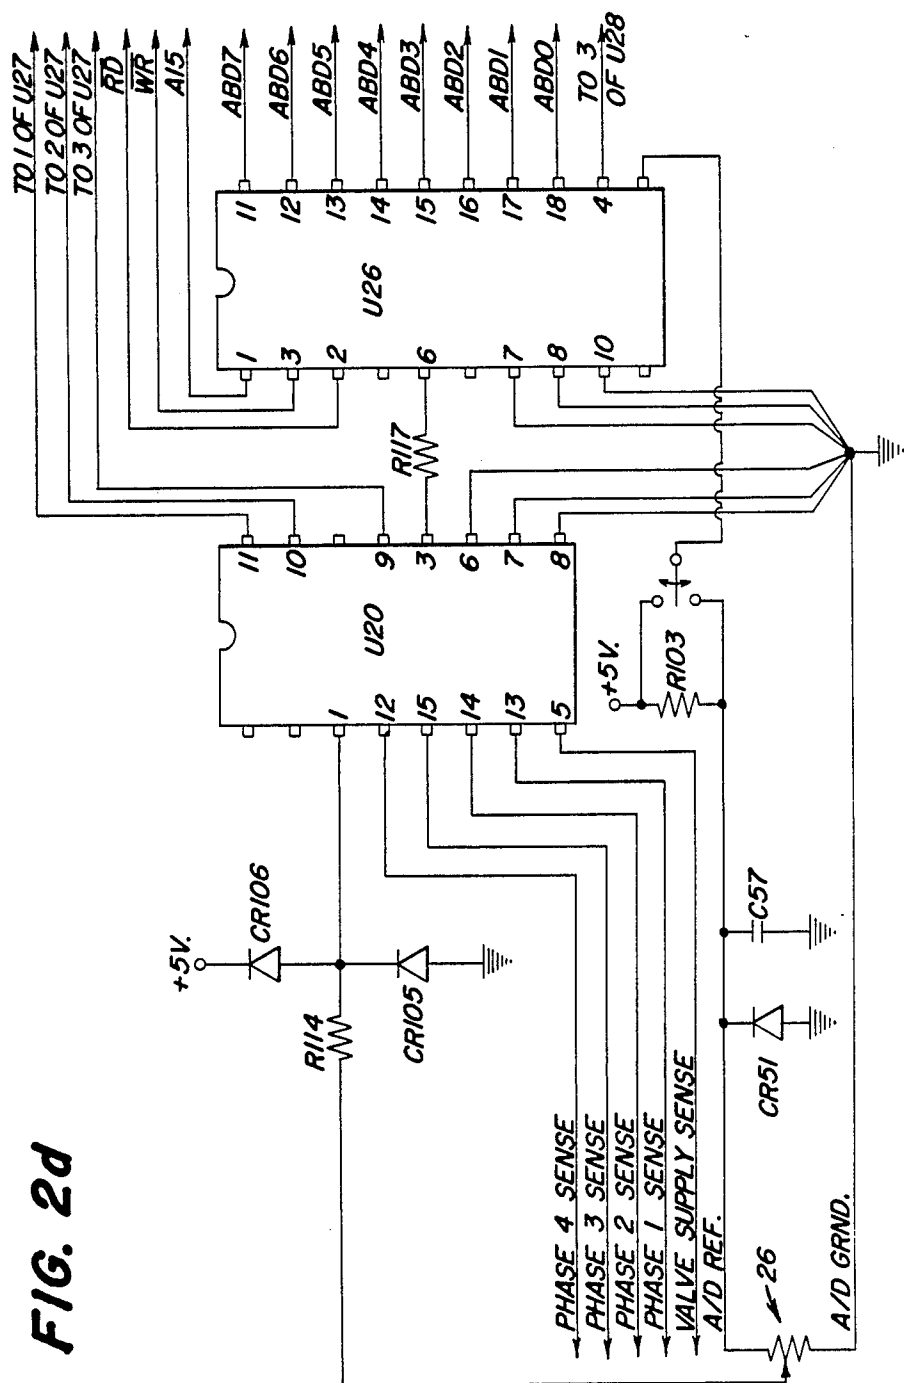 FIG. 2d
TO 1 OF U27
TO 2 OF U27
TO 3 OF U27
RD
WR
A15
ABD7
ABD6
ABD5
ABD4
ABD3
ABD2
ABD1
ABD0
TO 3
OF U28
11
12
13
14
15
16
17
18
4
U26
1
3
2
6
7
8
10
R117
11
10
9
3
6
7
8
U20
1
12
15
14
13
5
+5V.
R103
+5V.
CR106
R114
CR105
C57
CR51
PHASE 4 SENSE
PHASE 3 SENSE
PHASE 2 SENSE
PHASE 1 SENSE
VALVE SUPPLY SENSE
A/D REF.
26
A/D GRND.